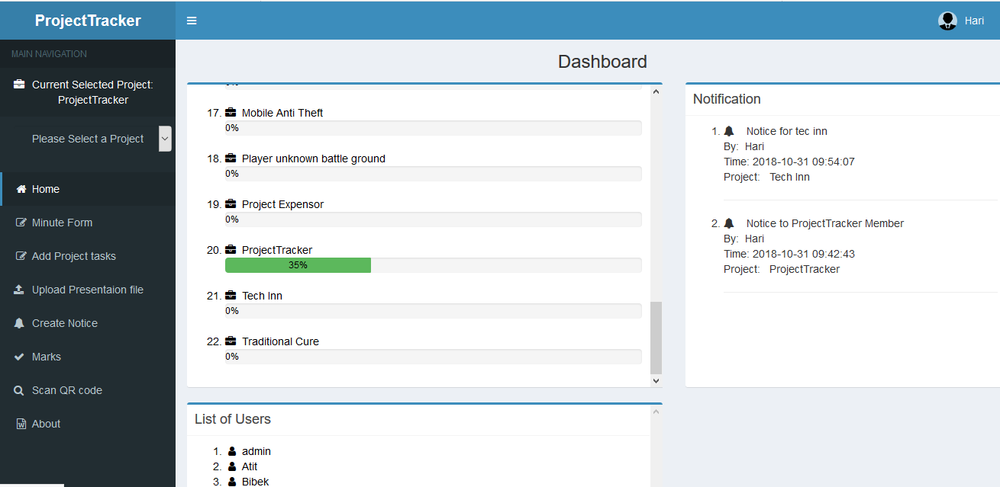 ProjectTracker
Hari
MAIN NAVIGATION
Current Selected Project:
ProjectTracker
Please Select a Project
Home
Minute Form
Add Project tasks
Upload Presentaion file
Create Notice
Marks
Scan QR code
About
Dashboard
17. Mobile Anti Theft
0%
18. Player unknown battle ground
0%
19. Project Expensor
0%
20. ProjectTracker
35%
21. Tech Inn
0%
22. Traditional Cure
0%
List of Users
1. admin
2. Atit
3. Bibek
Notification
1. Notice for tec inn
By: Hari
Time: 2018-10-31 09:54:07
Project: Tech Inn
2. Notice to ProjectTracker Member
By: Hari
Time: 2018-10-31 09:42:43
Project: ProjectTracker